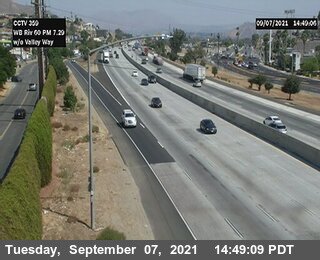 CCTV 359
WB Riv 60 PM 7.29
w/o Valley Way
09/07/2021
14:49:06
Tuesday, September 07, 2021 14:49:09 PDT